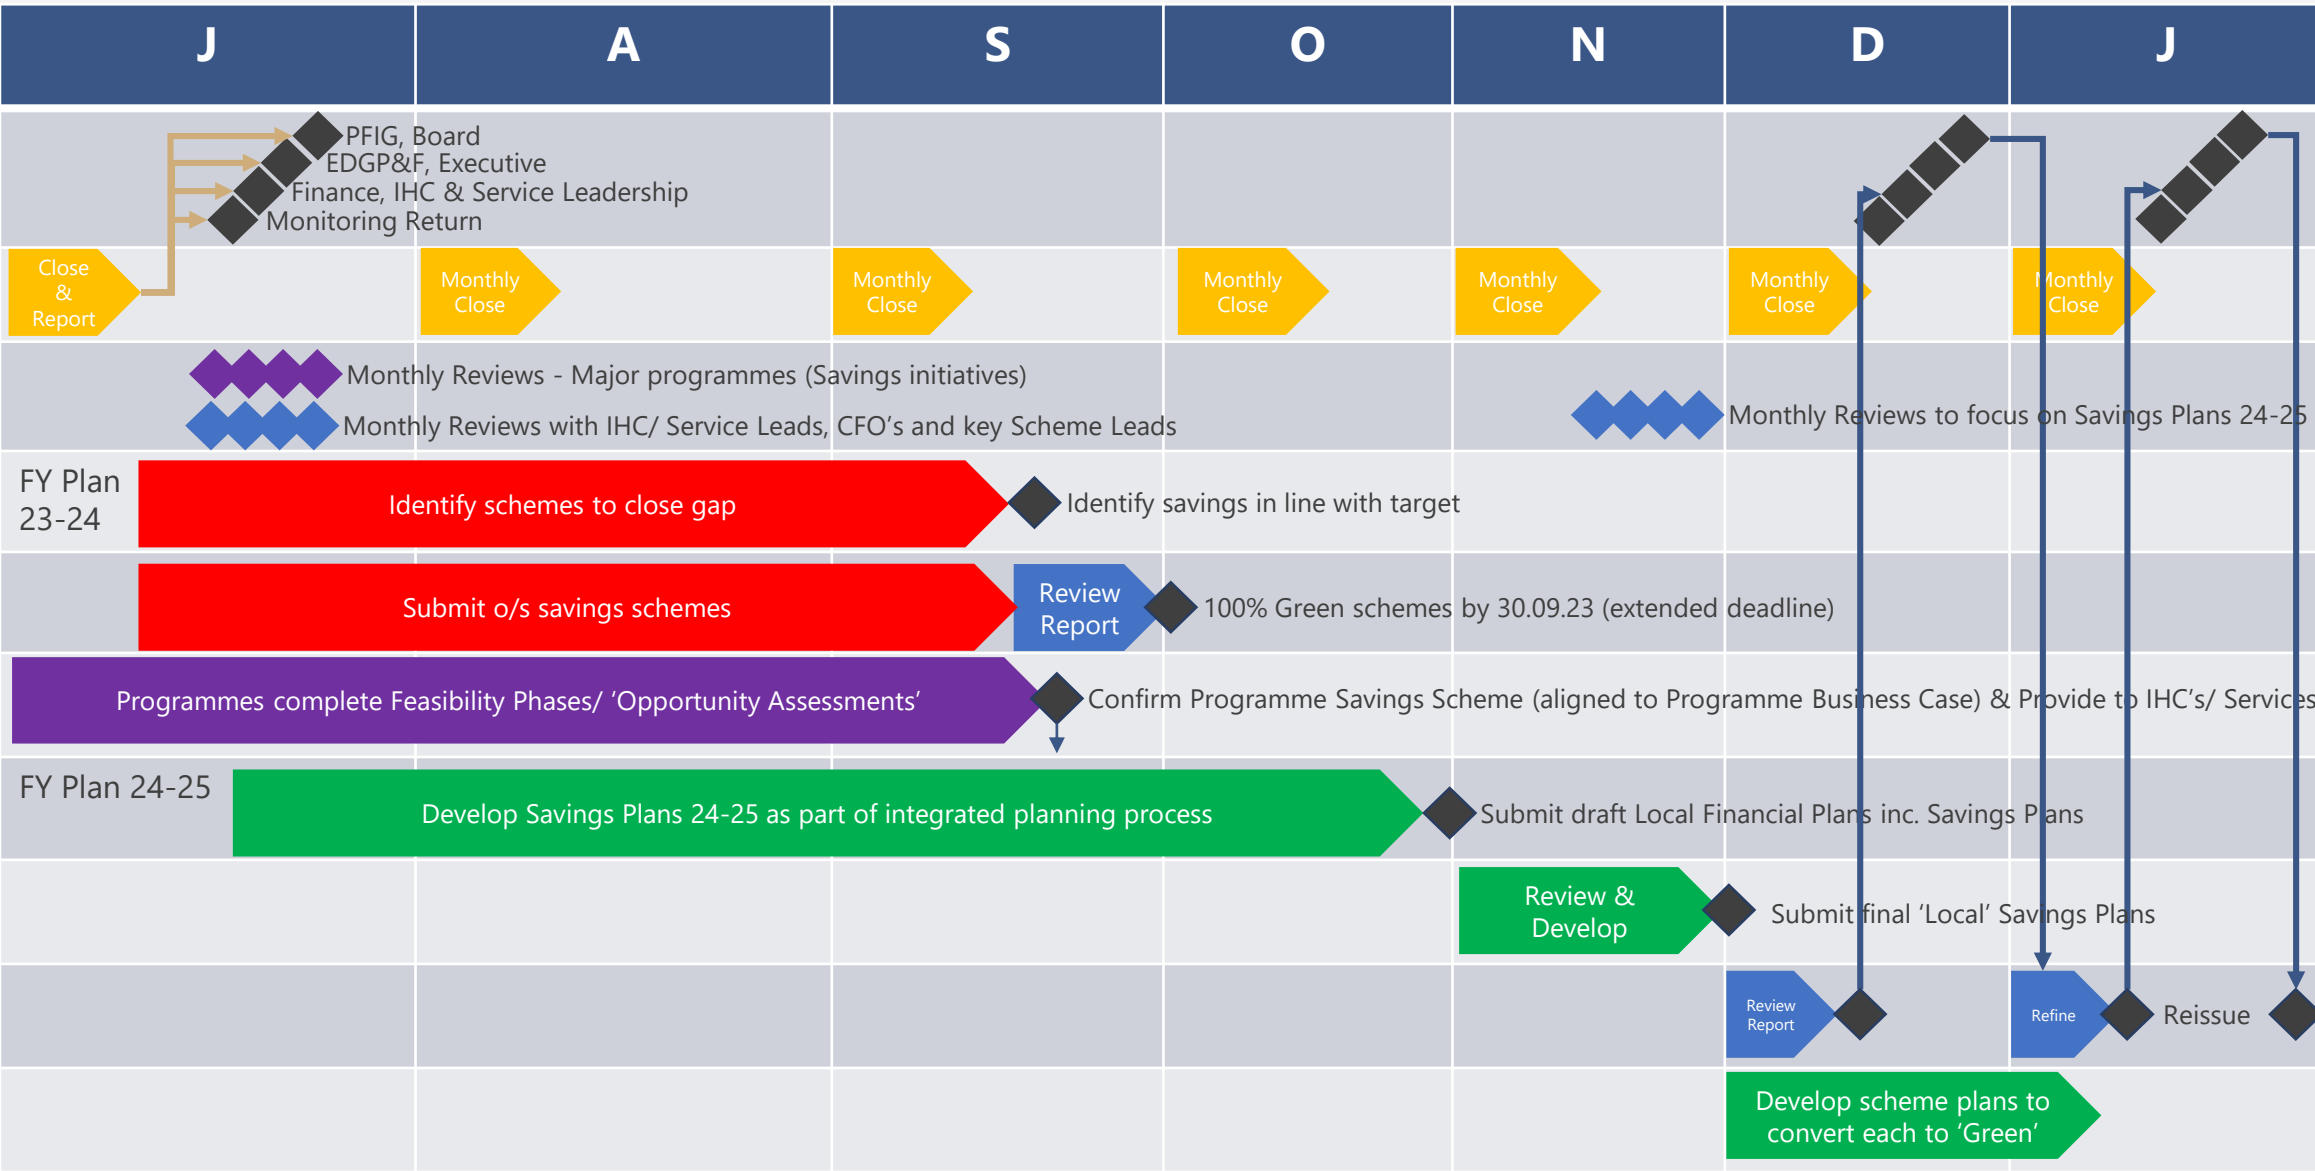 J
A
S
O
N
D
J
PFIG, Board
EDGP&F, Executive
Finance, IHC & Service Leadership
Monitoring Return
Close
&
Report
Monthly
Close
Monthly
Close
Monthly
Close
Monthly
Close
Monthly
Close
Monthly
Close
Monthly Reviews - Major programmes (Savings initiatives)
Monthly Reviews with IHC/ Service Leads, CFO’s and key Scheme Leads
Monthly Reviews to focus on Savings Plans 24-25
FY Plan
23-24
Identify schemes to close gap
Identify savings in line with target
Submit o/s savings schemes
Review
Report
100% Green schemes by 30.09.23 (extended deadline)
Programmes complete Feasibility Phases/ ‘Opportunity Assessments’
Confirm Programme Savings Scheme (aligned to Programme Business Case) & Provide to IHC’s/ Services
FY Plan 24-25
Develop Savings Plans 24-25 as part of integrated planning process
Submit draft Local Financial Plans inc. Savings Plans
Review &
Develop
Submit final ‘Local’ Savings Plans
Review
Report
Refine
Reissue
Develop scheme plans to
convert each to ‘Green’